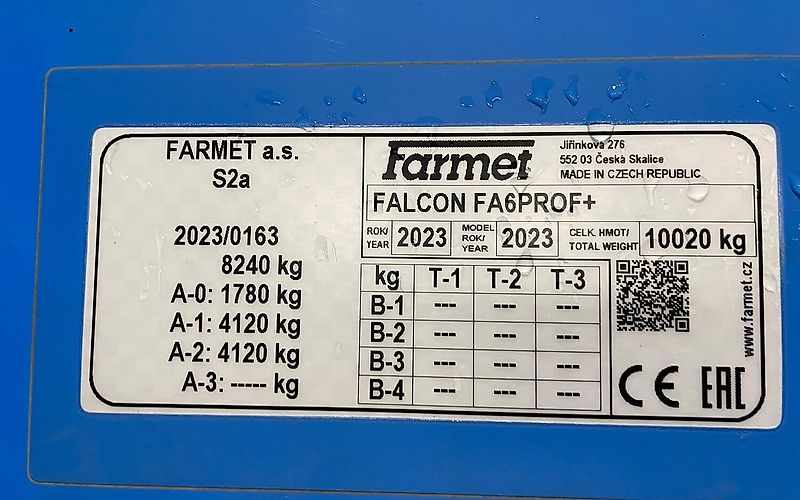 FARMET a.s.
S2a
2023/0163
8240 kg
A-0: 1780 kg
A-1: 4120 kg
A-2: 4120 kg
A-3: ----- kg
Farmet
Jiřinkova 276
552 03 Česká Skalice
MADE IN CZECH REPUBLIC
FALCON FA6PROF+
ROK/ YEAR 2023 MODEL ROK/ YEAR 2023 CELK. HMOT/ TOTAL WEIGHT 10020 kg
kg T-1 T-2 T-3
B-1 --- --- ---
B-2 --- --- ---
B-3 --- --- ---
B-4 --- --- ---
www.farmet.cz
CE EAC